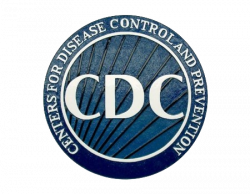 CENTERS FOR DISEASE CONTROL AND PREVENTION
CDC